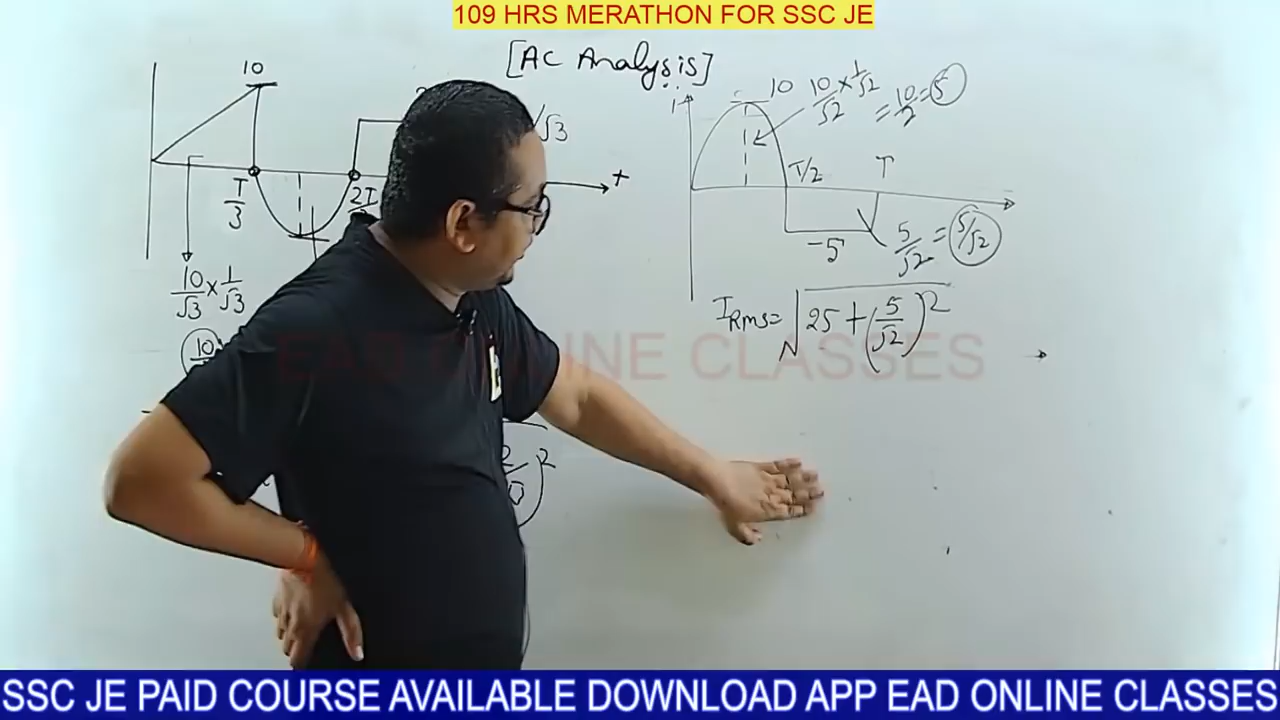 109 HRS MERATHON FOR SSC JE
[AC Analysis]
10
T/3
2T
/√3
t
10/√3 × 1/√3
10
)²
10
10/√2 × 1/√2
= 10/2 = 5
T/2
T
-5
5/√2 = 5/√2
IRms = √25 + (5/√2)²
EAD ONLINE CLASSES
SSC JE PAID COURSE AVAILABLE DOWNLOAD APP EAD ONLINE CLASSES